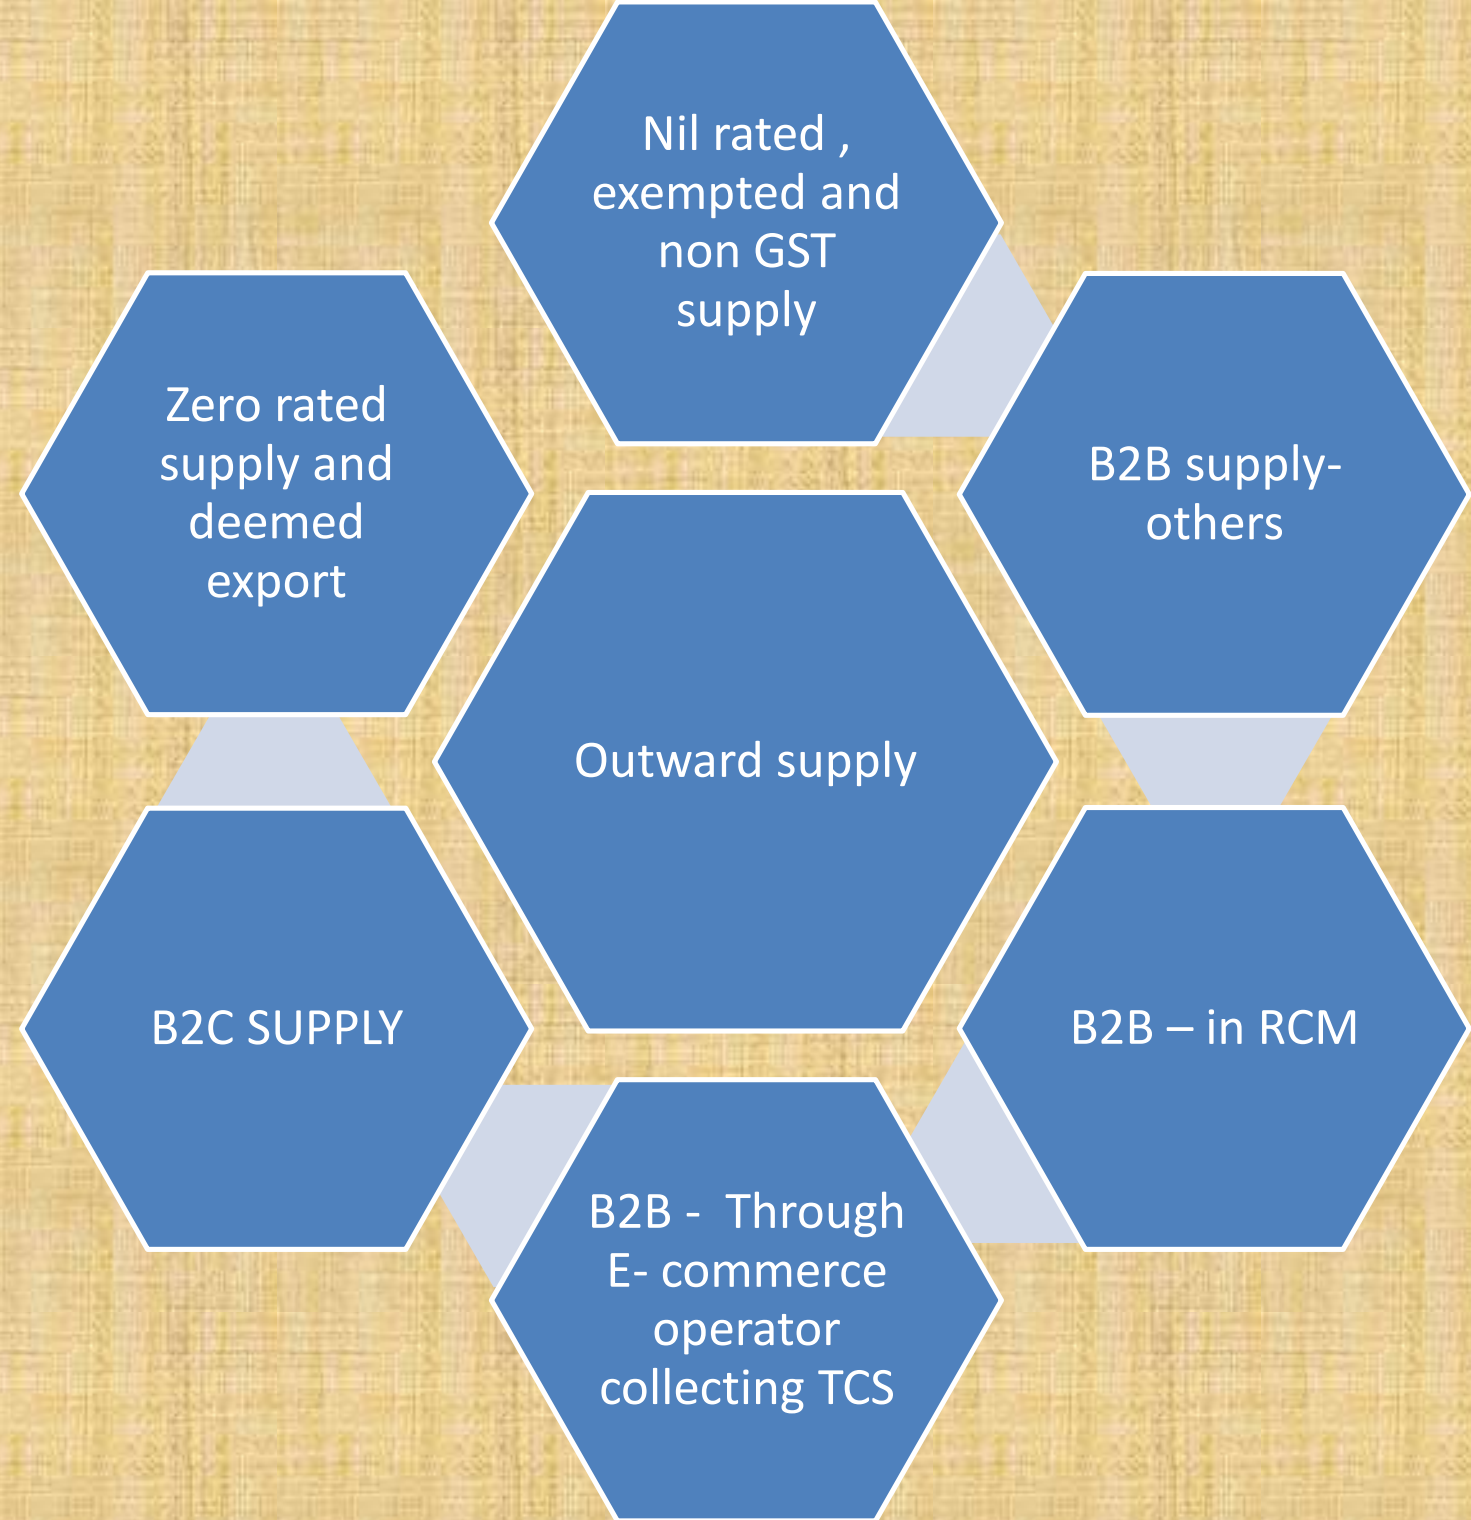 Nil rated ,
exempted and
non GST
supply
B2B supply-
others
B2B – in RCM
B2B -  Through
E- commerce
operator
collecting TCS
B2C SUPPLY
Zero rated
supply and
deemed
export
Outward supply